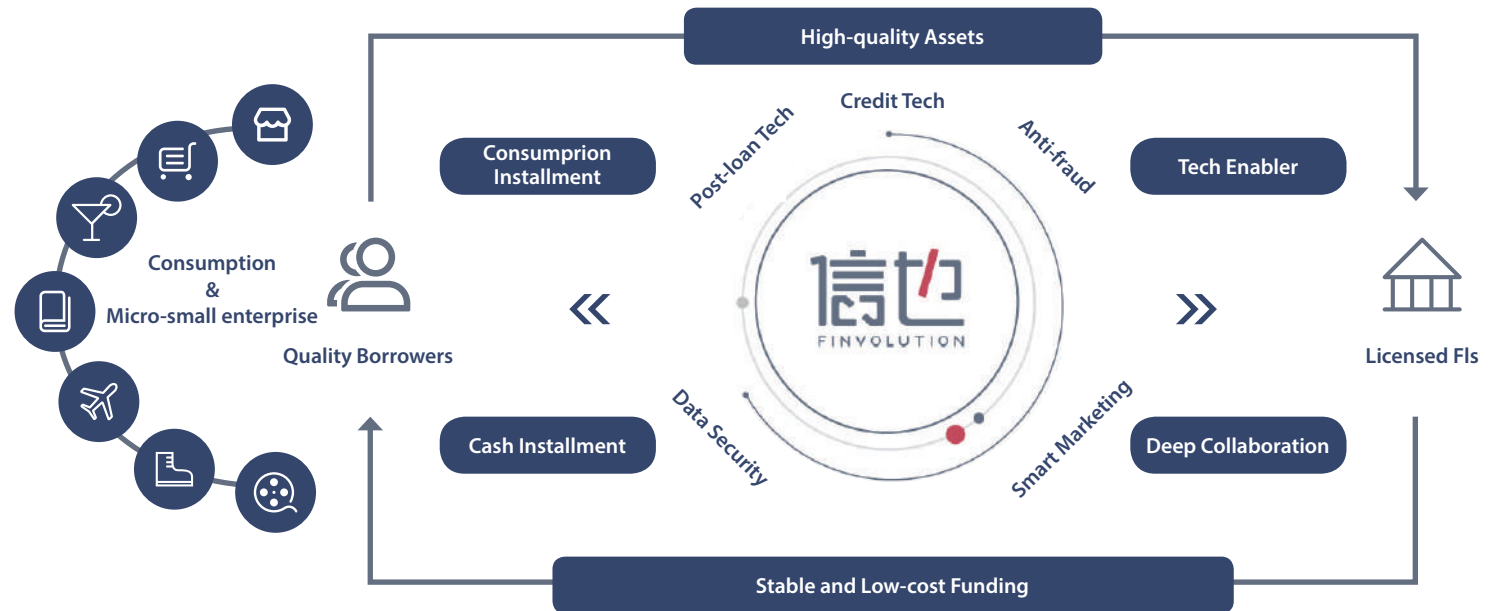 High-quality Assets
Credit Tech
Post-loan Tech
Anti-fraud
Consumprion
Installment
Tech Enabler
Consumption
&
Micro-small enterprise
Quality Borrowers
信也
FINVOLUTION
Licensed FIs
Data Security
Smart Marketing
Cash Installment
Deep Collaboration
Stable and Low-cost Funding